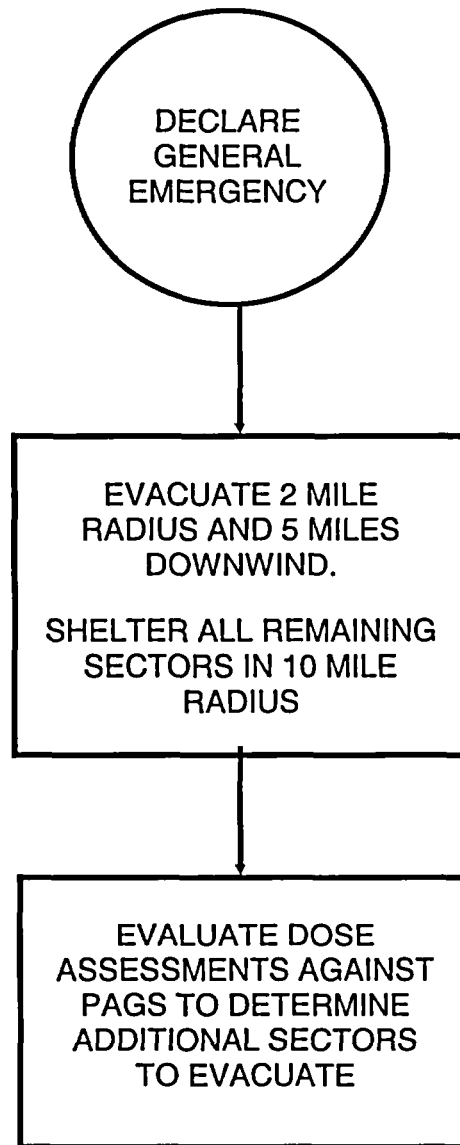 DECLARE
GENERAL
EMERGENCY
EVACUATE 2 MILE
RADIUS AND 5 MILES
DOWNWIND.
SHELTER ALL REMAINING
SECTORS IN 10 MILE
RADIUS
EVALUATE DOSE
ASSESSMENTS AGAINST
PAGS TO DETERMINE
ADDITIONAL SECTORS
TO EVACUATE